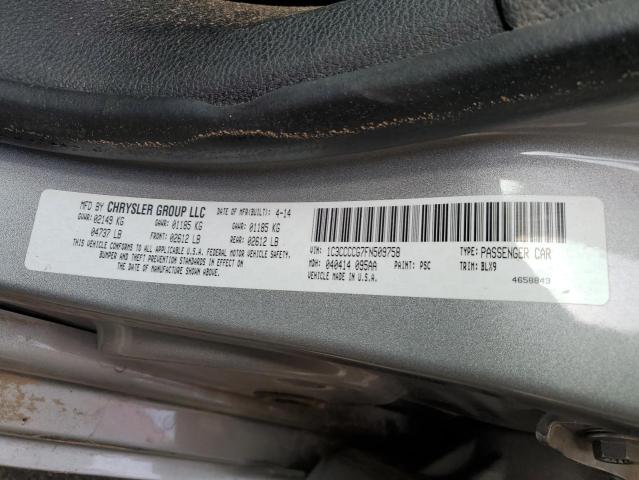 MFD BY CHRYSLER GROUP LLC DATE OF MFR(BUILT): 4-14
GVWR: 02149 KG GAWR: 01185 KG GAWR: 01185 KG
04737 LB FRONT: 02612 LB REAR: 02612 LB
THIS VEHICLE CONFORMS TO ALL APPLICABLE U.S.A. FEDERAL MOTOR VEHICLE SAFETY,
BUMPER AND THEFT PREVENTION STANDARDS IN EFFECT ON THE
DATE OF MANUFACTURE SHOWN ABOVE.
VIN: 1C3CCCCG7FN509758 TYPE: PASSENGER CAR
MDH: 040414 095AA PAINT: PSC TRIM: BLX9
VEHICLE MADE IN U.S.A. 4658849